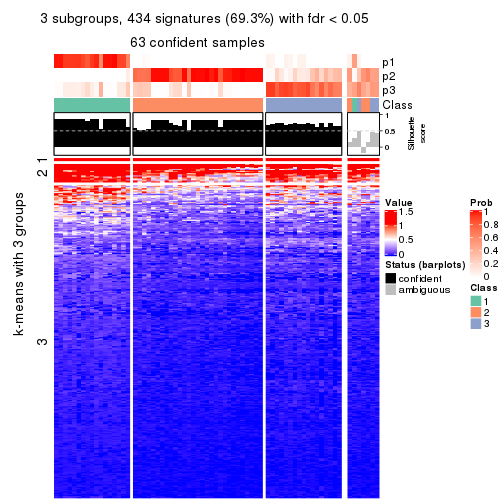 3 subgroups, 434 signatures (69.3%) with fdr < 0.05
63 confident samples
p1
p2
p3
Class
1
0.5
0
Silhouette
score
1
2
3
k-means with 3 groups
Value
1.5
1
0.5
0
Status (barplots)
confident
ambiguous
Prob
1
0.8
0.6
0.4
0.2
0
Class
1
2
3